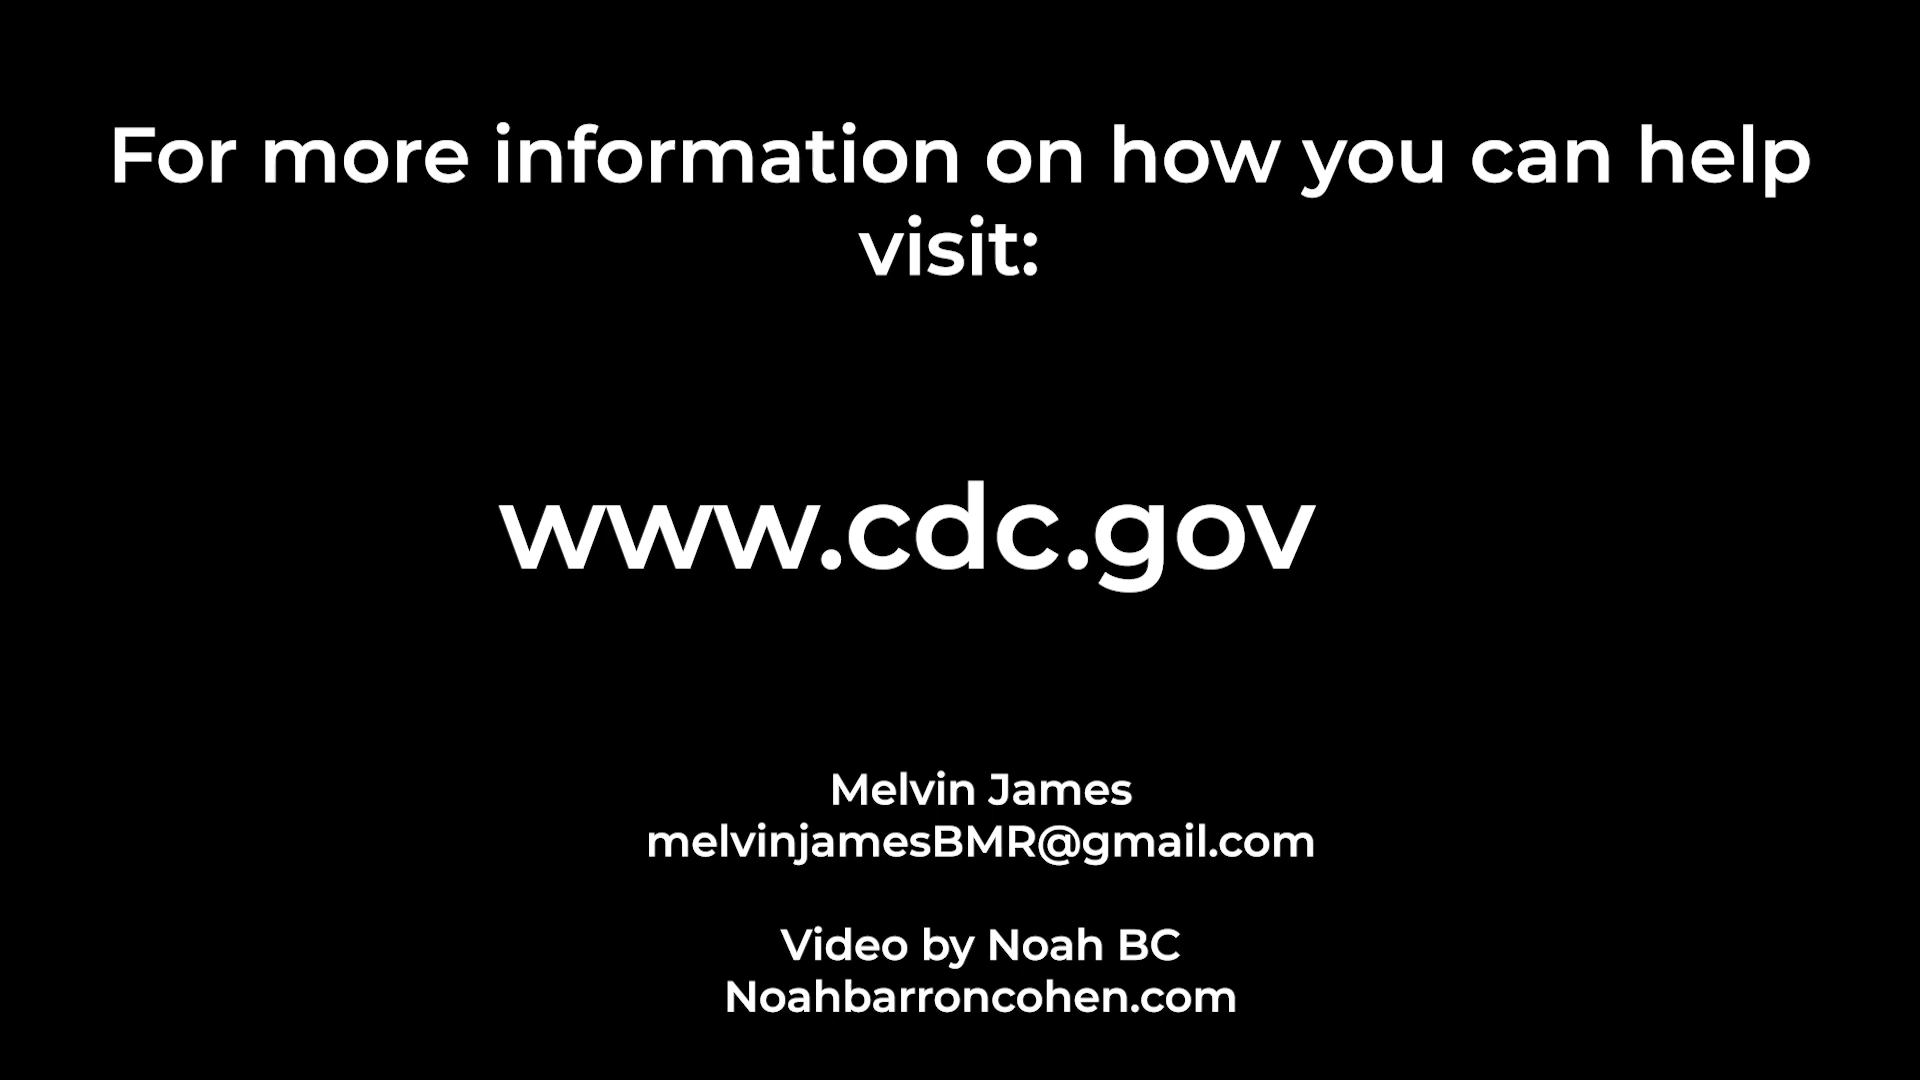 For more information on how you can help
visit:
www.cdc.gov
Melvin James
melvinjamesBMR@gmail.com
Video by Noah BC
Noahbarroncohen.com